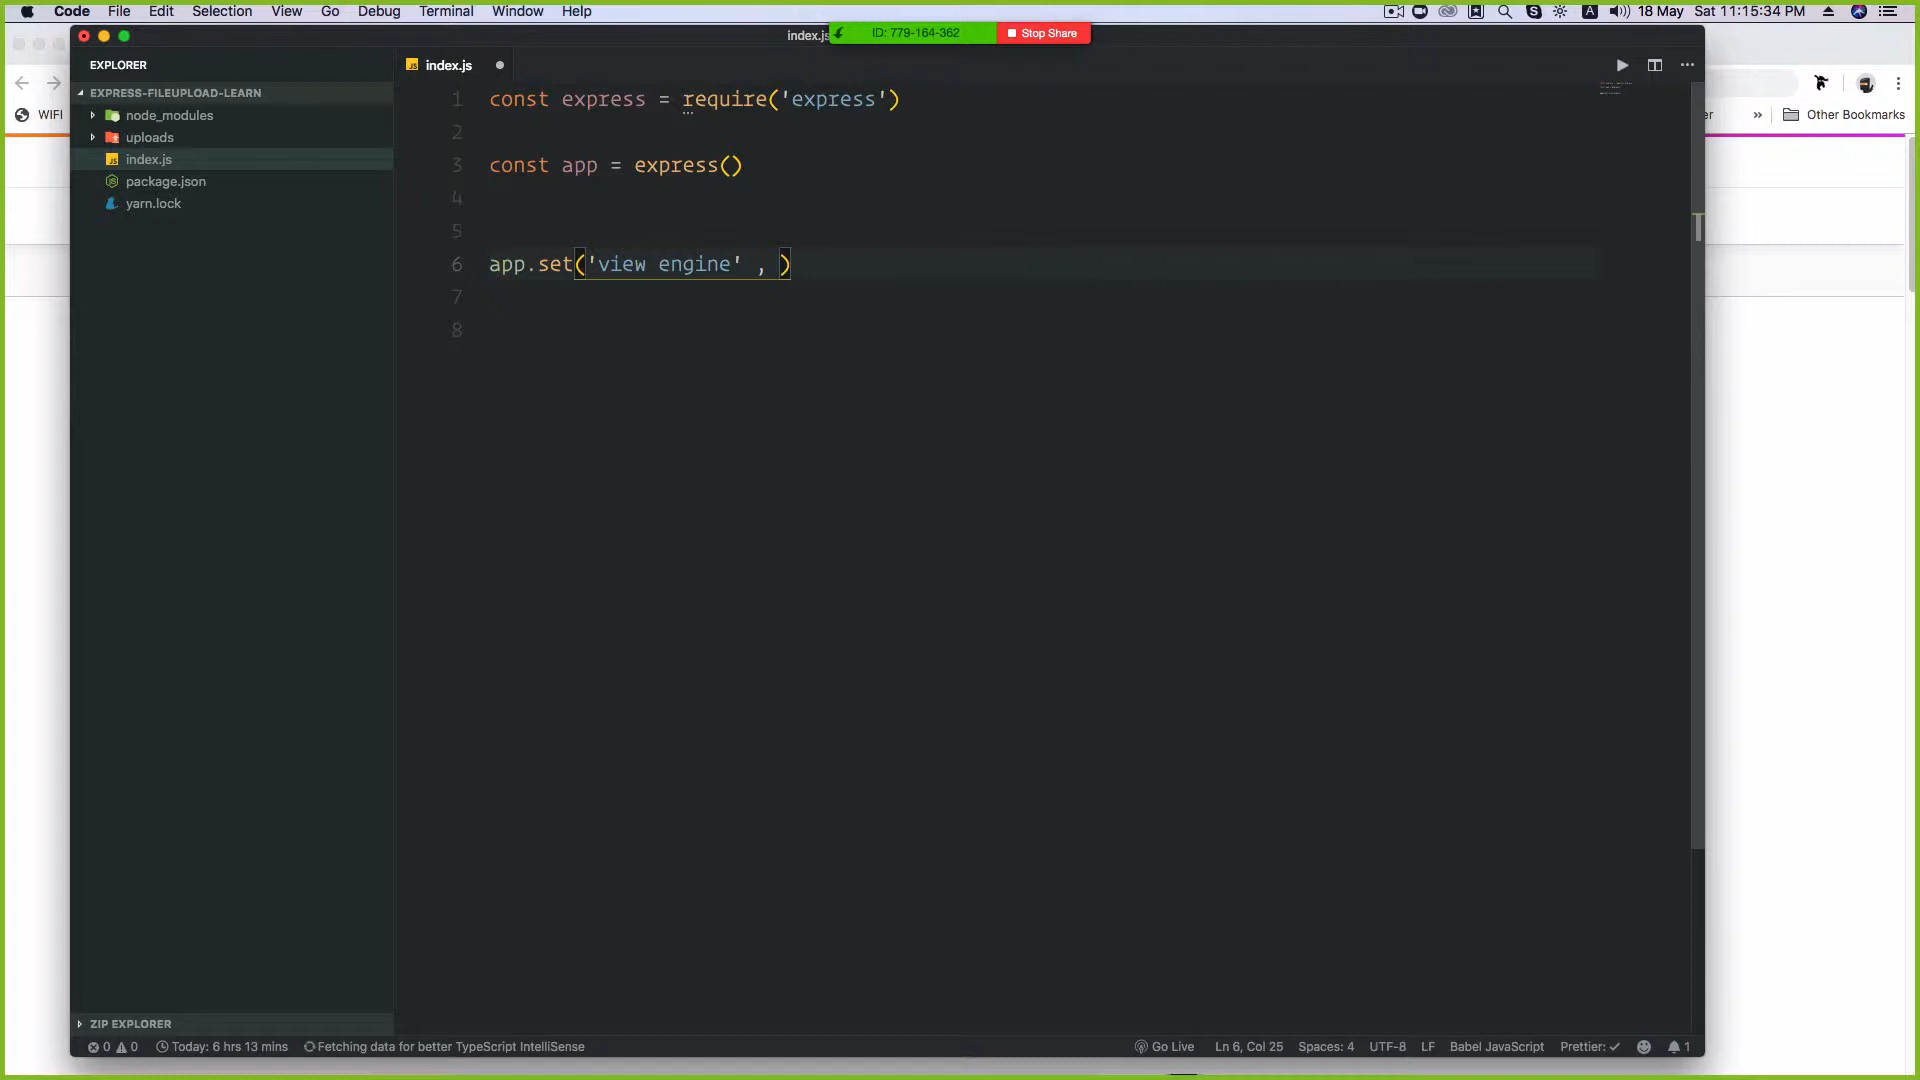 Code File Edit Selection View Go Debug Terminal Window Help
A 18 May Sat 11:15:34 PM
index.js
ID: 779-164-362
Stop Share
EXPLORER
index.js
EXPRESS-FILEUPLOAD-LEARN
node_modules
uploads
index.js
package.json
yarn.lock
WIFI
er
»
Other Bookmarks
1 const express = require('express')
2
3 const app = express()
4
5
6 app.set('view engine' , )
7
8
ZIP EXPLORER
0 0 Today: 6 hrs 13 mins Fetching data for better TypeScript IntelliSense
Go Live Ln 6, Col 25 Spaces: 4 UTF-8 LF Babel JavaScript Prettier: ✓ 1